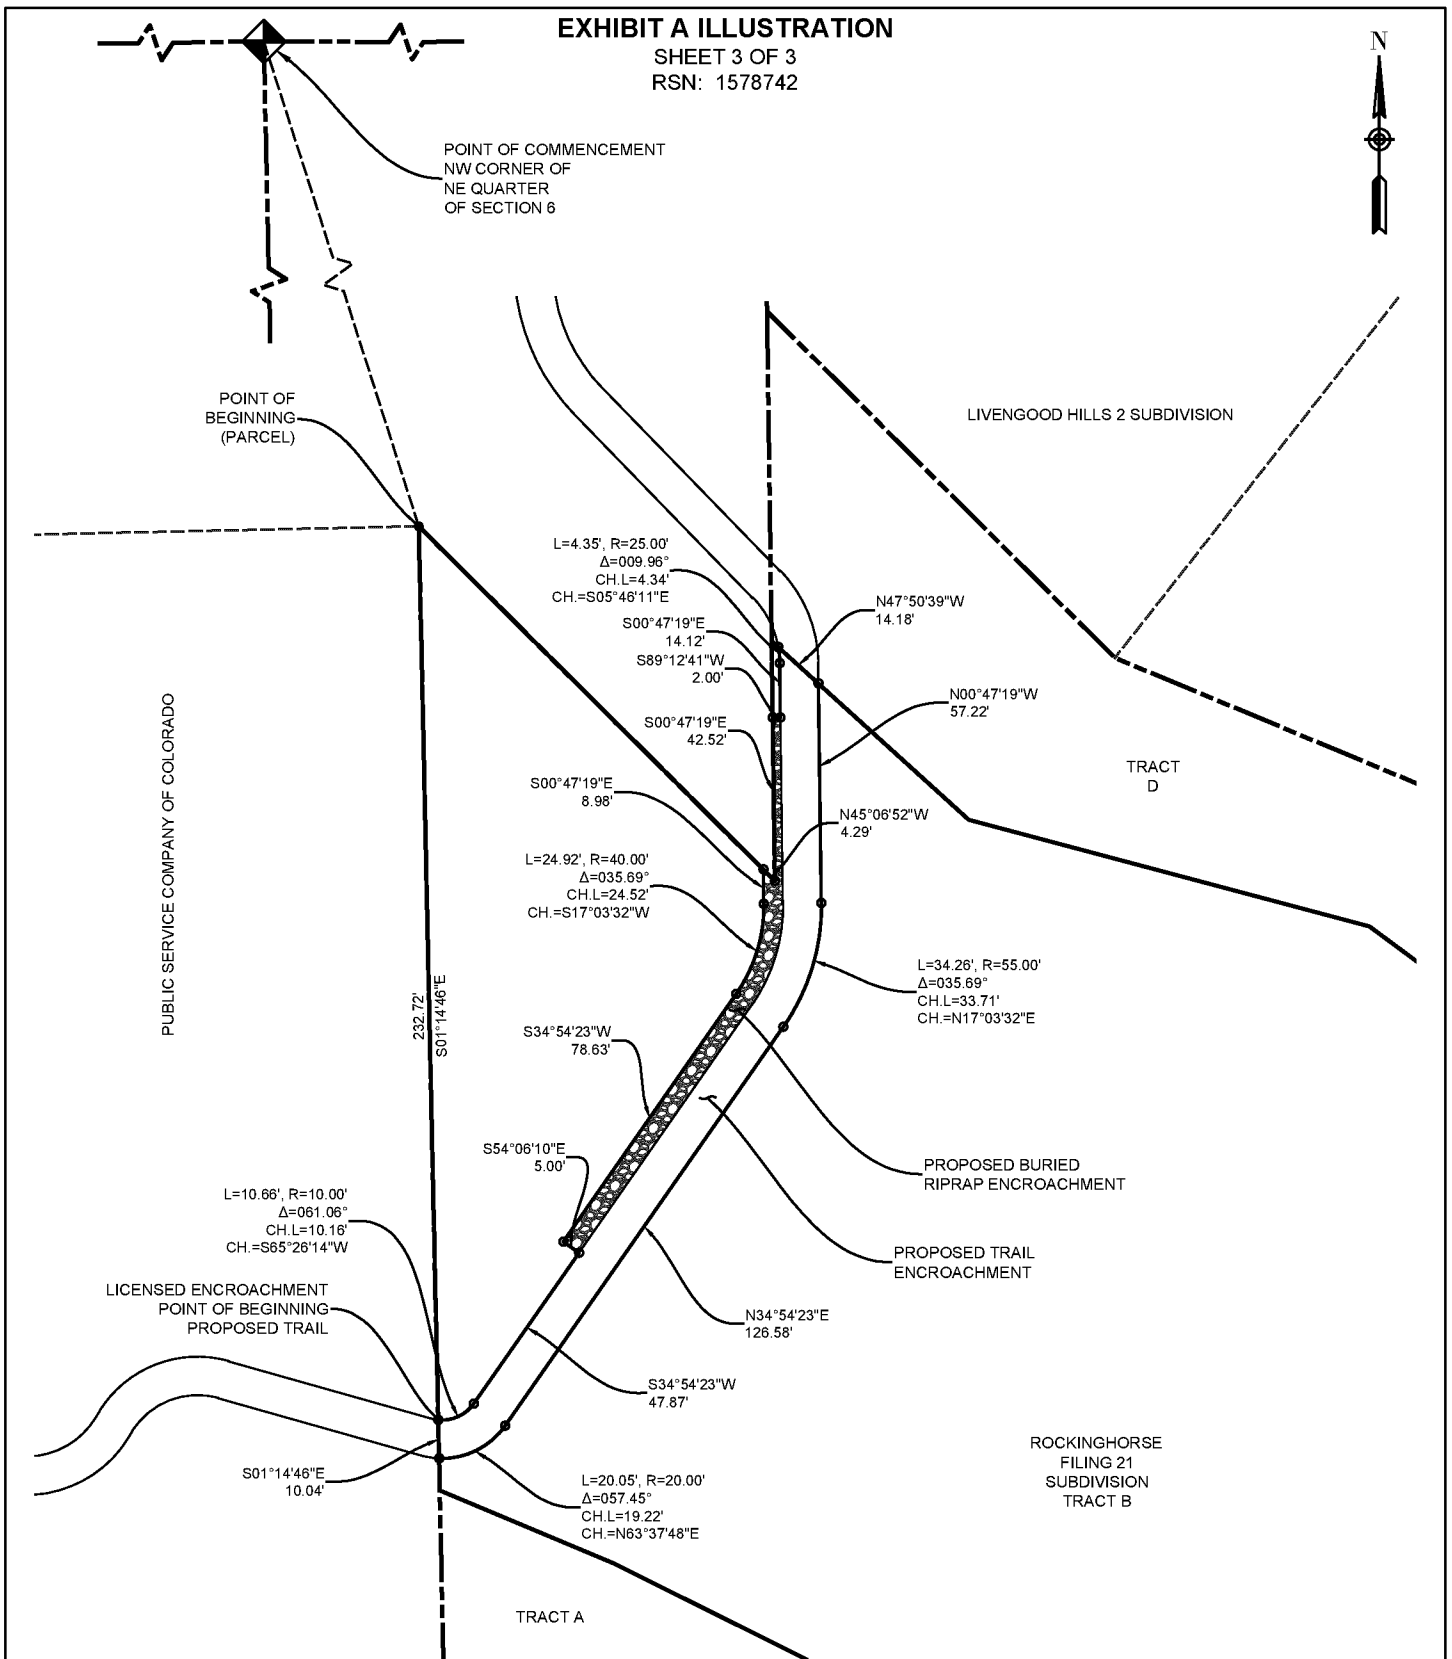 EXHIBIT A ILLUSTRATION
SHEET 3 OF 3
RSN: 1578742
N
POINT OF COMMENCEMENT
NW CORNER OF
NE QUARTER
OF SECTION 6
POINT OF
BEGINNING
(PARCEL)
LIVENGOOD HILLS 2 SUBDIVISION
L=4.35', R=25.00'
Δ=009.96°
CH.L=4.34'
CH.=S05°46'11"E
N47°50'39"W
14.18'
S00°47'19"E
14.12'
S89°12'41"W
2.00'
N00°47'19"W
57.22'
S00°47'19"E
42.52'
TRACT
D
PUBLIC SERVICE COMPANY OF COLORADO
S00°47'19"E
8.98'
N45°06'52"W
4.29'
L=24.92', R=40.00'
Δ=035.69°
CH.L=24.52'
CH.=S17°03'32"W
L=34.26', R=55.00'
Δ=035.69°
CH.L=33.71'
CH.=N17°03'32"E
232.72'
S01°14'46"E
S34°54'23"W
78.63'
S54°06'10"E
5.00'
PROPOSED BURIED
RIPRAP ENCROACHMENT
L=10.66', R=10.00'
Δ=061.06°
CH.L=10.16'
CH.=S65°26'14"W
PROPOSED TRAIL
ENCROACHMENT
LICENSED ENCROACHMENT
POINT OF BEGINNING
PROPOSED TRAIL
N34°54'23"E
126.58'
S34°54'23"W
47.87'
S01°14'46"E
10.04'
L=20.05', R=20.00'
Δ=057.45°
CH.L=19.22'
CH.=N63°37'48"E
ROCKINGHORSE
FILING 21
SUBDIVISION
TRACT B
TRACT A